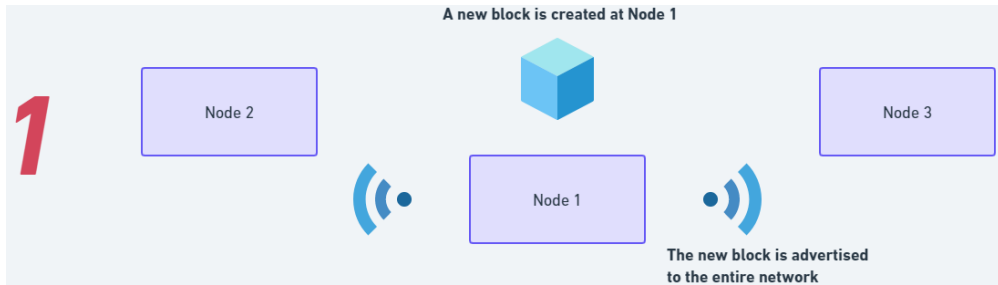 A new block is created at Node 1
1
Node 2
Node 3
Node 1
The new block is advertised
to the entire network